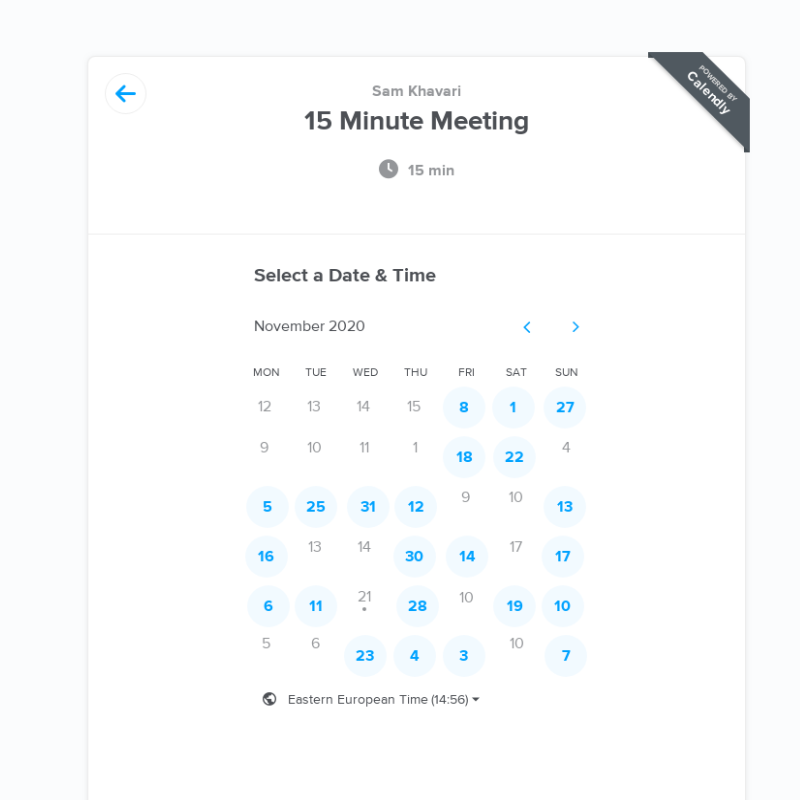 POWERED BY
Calendly
Sam Khavari
15 Minute Meeting
15 min
Select a Date & Time
November 2020
MON TUE WED THU FRI SAT SUN
12 13 14 15 8 1 27
9 10 11 1 18 22 4
5 25 31 12 9 10 13
16 13 14 30 14 17 17
6 11 21 28 10 19 10
5 6 23 4 3 10 7
Eastern European Time (14:56)